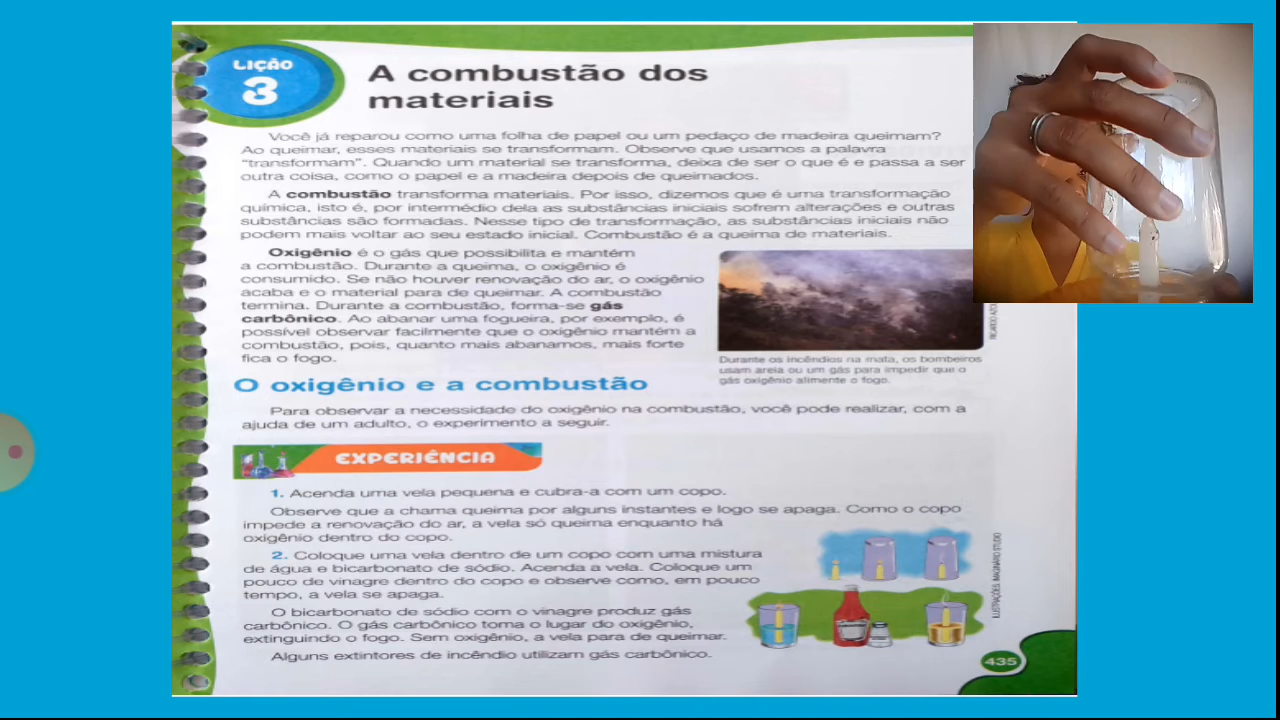 LIÇÃO
3
A combustão dos
materiais
Você já reparou como uma folha de papel ou um pedaço de madeira queimam?
Ao queimar, esses materiais se transformam. Observe que usamos a palavra
“transformam”. Quando um material se transforma, deixa de ser o que é e passa a ser
outra coisa, como o papel e a madeira depois de queimados.
A combustão transforma materiais. Por isso, dizemos que é uma transformação
química, isto é, por intermédio dela as substâncias iniciais sofrem alterações e outras
substâncias são formadas. Nesse tipo de transformação, as substâncias iniciais não
podem mais voltar ao seu estado inicial. Combustão é a queima de materiais.
Oxigênio é o gás que possibilita e mantém
a combustão. Durante a queima, o oxigênio é
consumido. Se não houver renovação do ar, o oxigênio
acaba e o material para de queimar. A combustão
termina. Durante a combustão, forma-se gás
carbônico. Ao abanar uma fogueira, por exemplo, é
possível observar facilmente que o oxigênio mantém a
combustão, pois, quanto mais abanamos, mais forte
fica o fogo.
Durante os incêndios na mata, os bombeiros
usam areia ou um gás para impedir que o
gás oxigênio alimente o fogo.
O oxigênio e a combustão
Para observar a necessidade do oxigênio na combustão, você pode realizar, com a
ajuda de um adulto, o experimento a seguir.
EXPERIÊNCIA
1. Acenda uma vela pequena e cubra-a com um copo.
Observe que a chama queima por alguns instantes e logo se apaga. Como o copo
impede a renovação do ar, a vela só queima enquanto há
oxigênio dentro do copo.
2. Coloque uma vela dentro de um copo com uma mistura
de água e bicarbonato de sódio. Acenda a vela. Coloque um
pouco de vinagre dentro do copo e observe como, em pouco
tempo, a vela se apaga.
O bicarbonato de sódio com o vinagre produz gás
carbônico. O gás carbônico toma o lugar do oxigênio,
extinguindo o fogo. Sem oxigênio, a vela para de queimar.
Alguns extintores de incêndio utilizam gás carbônico.
ILUSTRAÇÕES: IMAGINÁRIO STUDIO
435